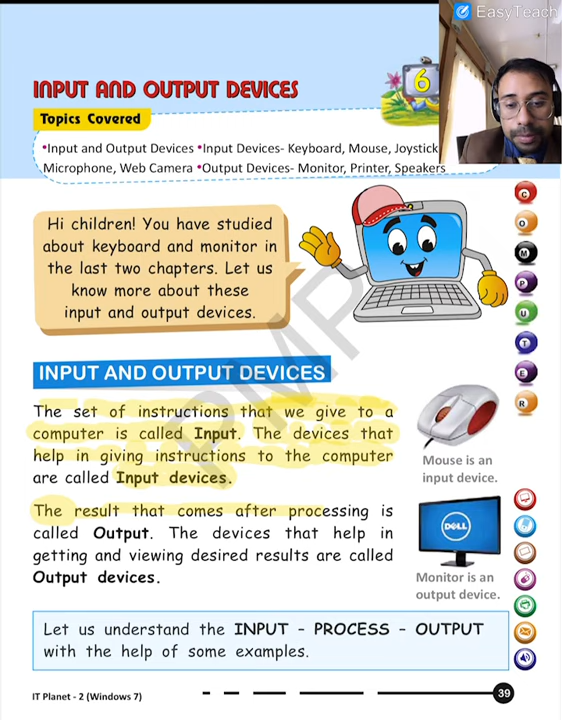 EasyTeach
6
INPUT AND OUTPUT DEVICES
Topics Covered
•Input and Output Devices •Input Devices- Keyboard, Mouse, Joystick
Microphone, Web Camera •Output Devices- Monitor, Printer, Speakers
Hi children! You have studied
about keyboard and monitor in
the last two chapters. Let us
know more about these
input and output devices.
C
O
M
P
U
T
E
R
PMP
INPUT AND OUTPUT DEVICES
The set of instructions that we give to a
computer is called Input. The devices that
help in giving instructions to the computer
are called Input devices.
Mouse is an
input device.
The result that comes after processing is
called Output. The devices that help in
getting and viewing desired results are called
Output devices.
DELL
Monitor is an
output device.
Let us understand the INPUT - PROCESS - OUTPUT
with the help of some examples.
IT Planet - 2 (Windows 7)
39